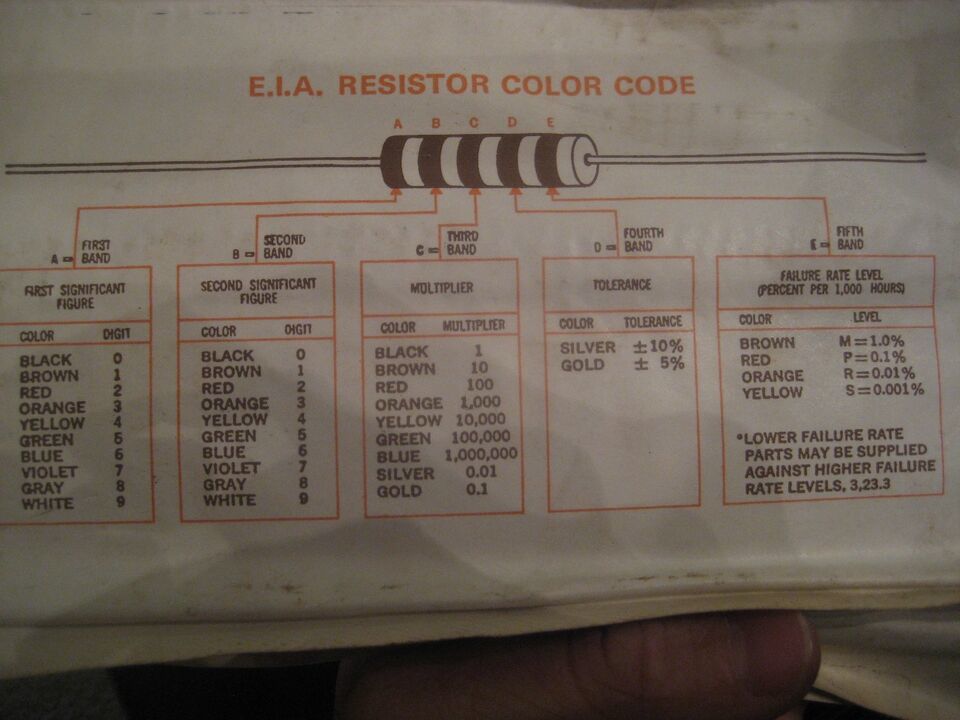 E.I.A. RESISTOR COLOR CODE
A B C D E
A = FIRST BAND
FIRST SIGNIFICANT FIGURE
COLOR DIGIT
BLACK 0
BROWN 1
RED 2
ORANGE 3
YELLOW 4
GREEN 5
BLUE 6
VIOLET 7
GRAY 8
WHITE 9
B = SECOND BAND
SECOND SIGNIFICANT FIGURE
COLOR DIGIT
BLACK 0
BROWN 1
RED 2
ORANGE 3
YELLOW 4
GREEN 5
BLUE 6
VIOLET 7
GRAY 8
WHITE 9
C = THIRD BAND
MULTIPLIER
COLOR MULTIPLIER
BLACK 1
BROWN 10
RED 100
ORANGE 1,000
YELLOW 10,000
GREEN 100,000
BLUE 1,000,000
SILVER 0.01
GOLD 0.1
D = FOURTH BAND
TOLERANCE
COLOR TOLERANCE
SILVER ±10%
GOLD ± 5%
E = FIFTH BAND
FAILURE RATE LEVEL
(PERCENT PER 1,000 HOURS)
COLOR LEVEL
BROWN M=1.0%
RED P=0.1%
ORANGE R=0.01%
YELLOW S=0.001%
*LOWER FAILURE RATE
PARTS MAY BE SUPPLIED
AGAINST HIGHER FAILURE
RATE LEVELS, 3,23.3